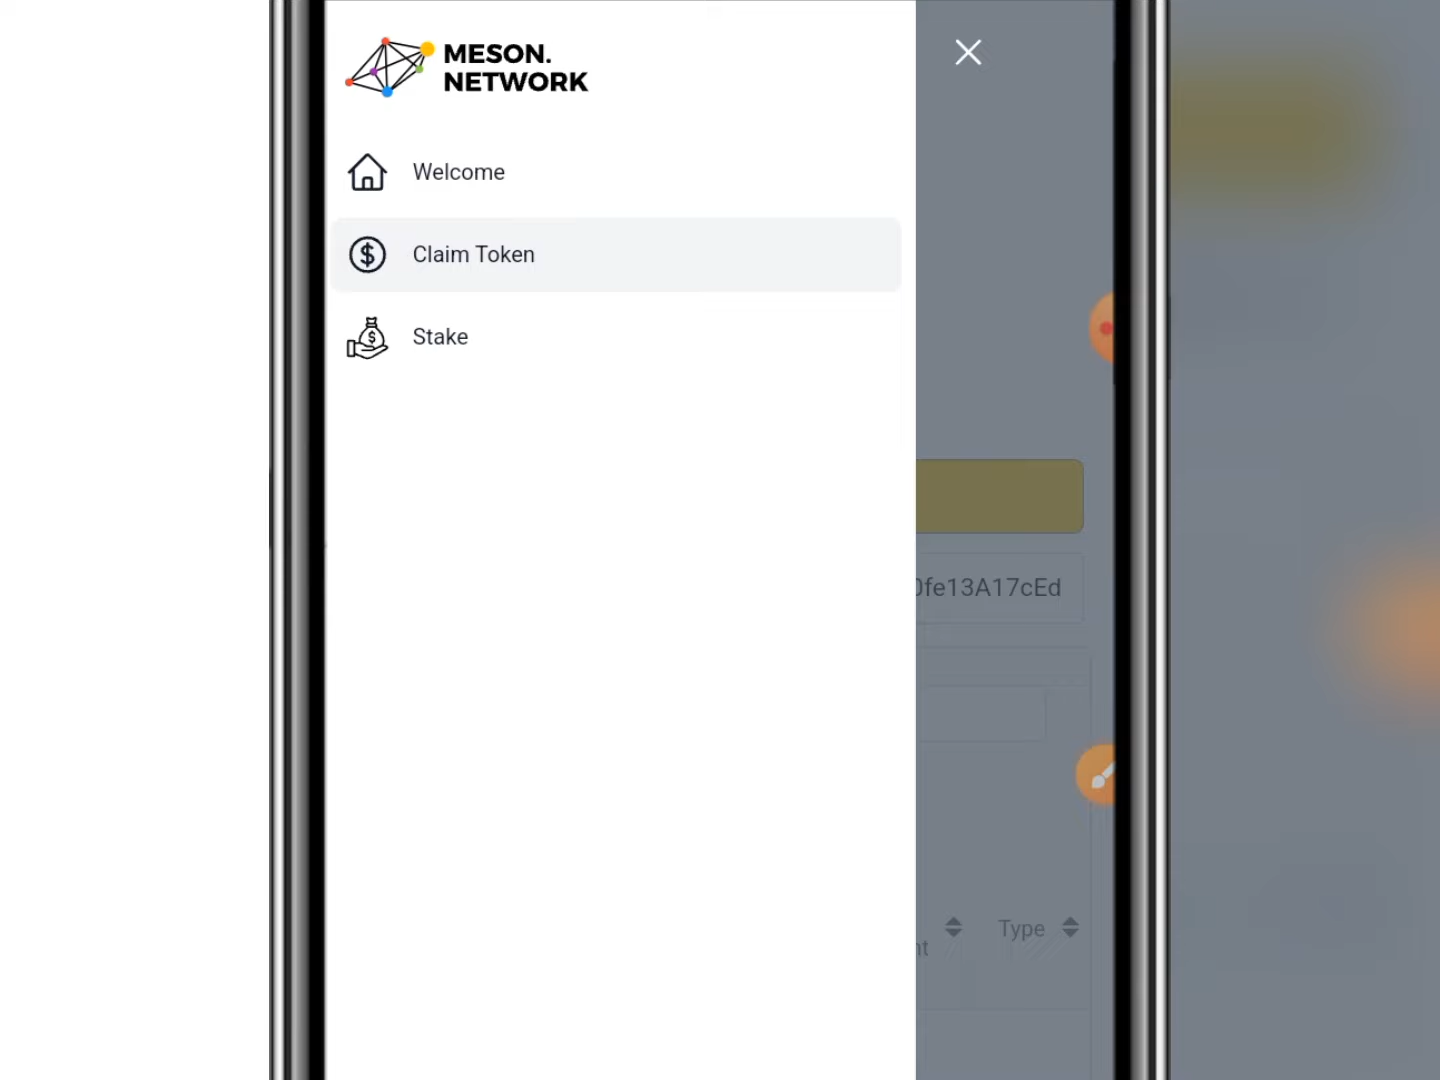 MESON.
NETWORK
Welcome
Claim Token
Stake
0fe13A17cEd
Type